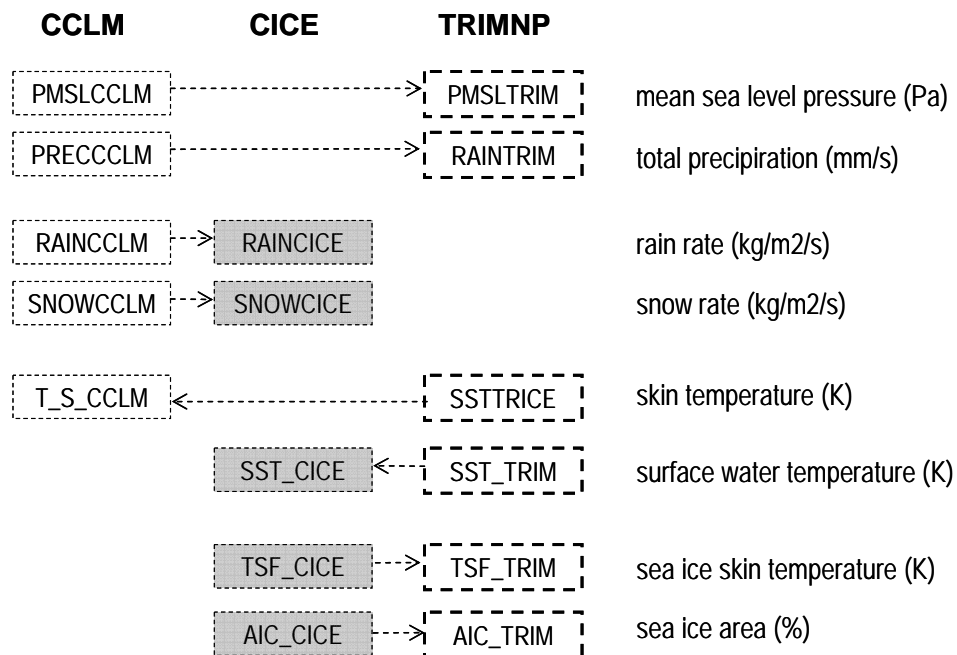 CCLM CICE TRIMNP
PMSLCCLM PMSLTRIM mean sea level pressure (Pa)
PRECCCLM RAINTRIM total precipiration (mm/s)
RAINCCLM RAINCICE rain rate (kg/m2/s)
SNOWCCLM SNOWCICE snow rate (kg/m2/s)
T_S_CCLM SSTTRICE skin temperature (K)
SST_CICE SST_TRIM surface water temperature (K)
TSF_CICE TSF_TRIM sea ice skin temperature (K)
AIC_CICE AIC_TRIM sea ice area (%)